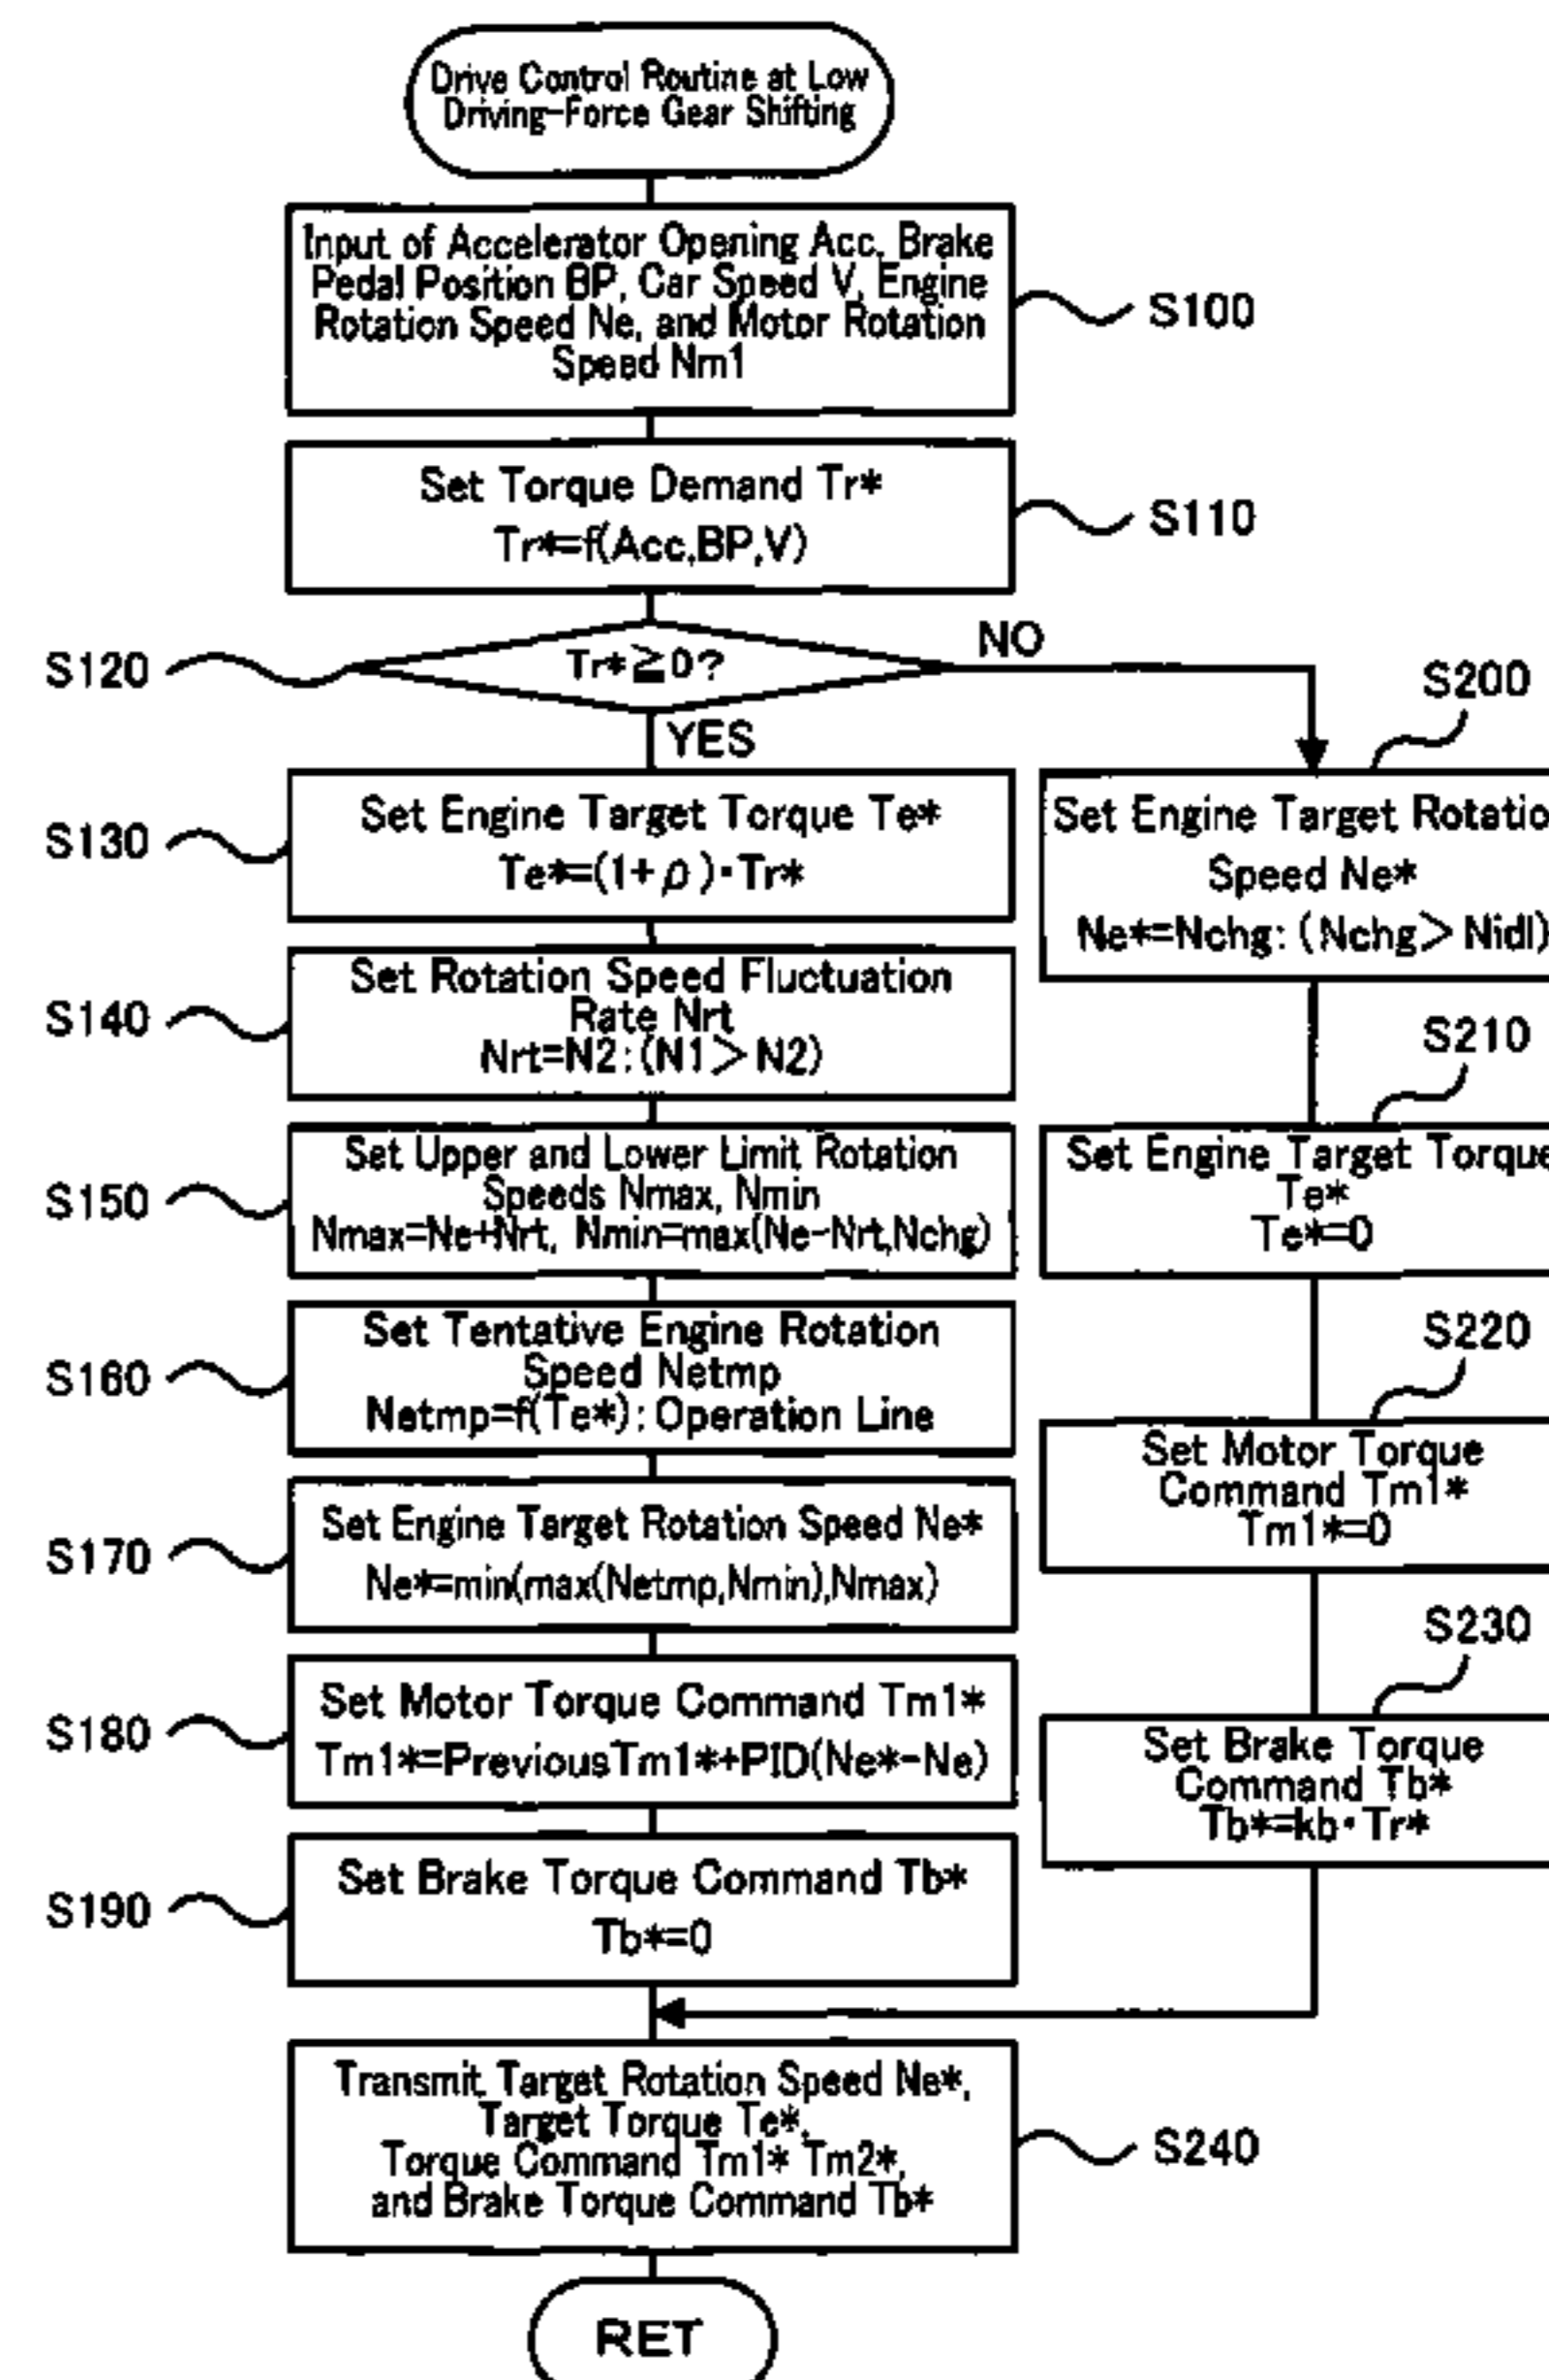 Drive Control Routine at Low
Driving-Force Gear Shifting
Input of Accelerator Opening Acc, Brake
Pedal Position BP, Car Speed V, Engine
Rotation Speed Ne, and Motor Rotation
Speed Nm1
S100
Set Torque Demand Tr*
Tr*=f(Acc,BP,V)
S110
S120
Tr*≧0?
NO
YES
S130
Set Engine Target Torque Te*
Te*=(1+ρ)・Tr*
S140
Set Rotation Speed Fluctuation
Rate Nrt
Nrt=N2:(N1>N2)
S150
Set Upper and Lower Limit Rotation
Speeds Nmax, Nmin
Nmax=Ne+Nrt, Nmin=max(Ne-Nrt,Nchg)
S160
Set Tentative Engine Rotation
Speed Netmp
Netmp=f(Te*): Operation Line
S170
Set Engine Target Rotation Speed Ne*
Ne*=min(max(Netmp,Nmin),Nmax)
S180
Set Motor Torque Command Tm1*
Tm1*=PreviousTm1*+PID(Ne*-Ne)
S190
Set Brake Torque Command Tb*
Tb*=0
S200
Set Engine Target Rotatio
Speed Ne*
Ne*=Nchg: (Nchg>Nidl)
S210
Set Engine Target Torque
Te*
Te*=0
S220
Set Motor Torque
Command Tm1*
Tm1*=0
S230
Set Brake Torque
Command Tb*
Tb*=kb・Tr*
Transmit Target Rotation Speed Ne*,
Target Torque Te*,
Torque Command Tm1* Tm2*,
and Brake Torque Command Tb*
S240
RET